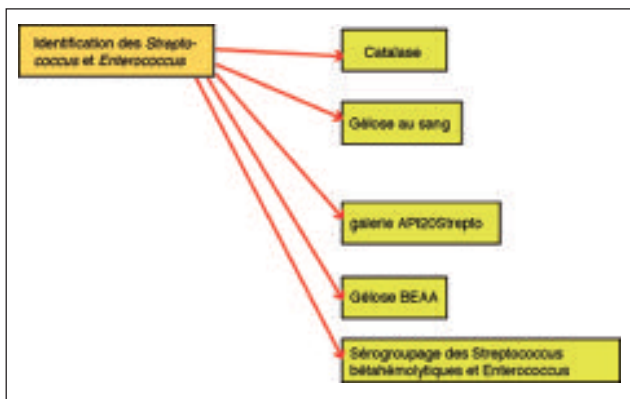 Identification des Strepto-
coccus et Enterococcus
Catalase
Gélose au sang
galerie API20Strepto
Gélose BEAA
Sérogroupage des Streptococcus
bétahémolytiques et Enterococcus